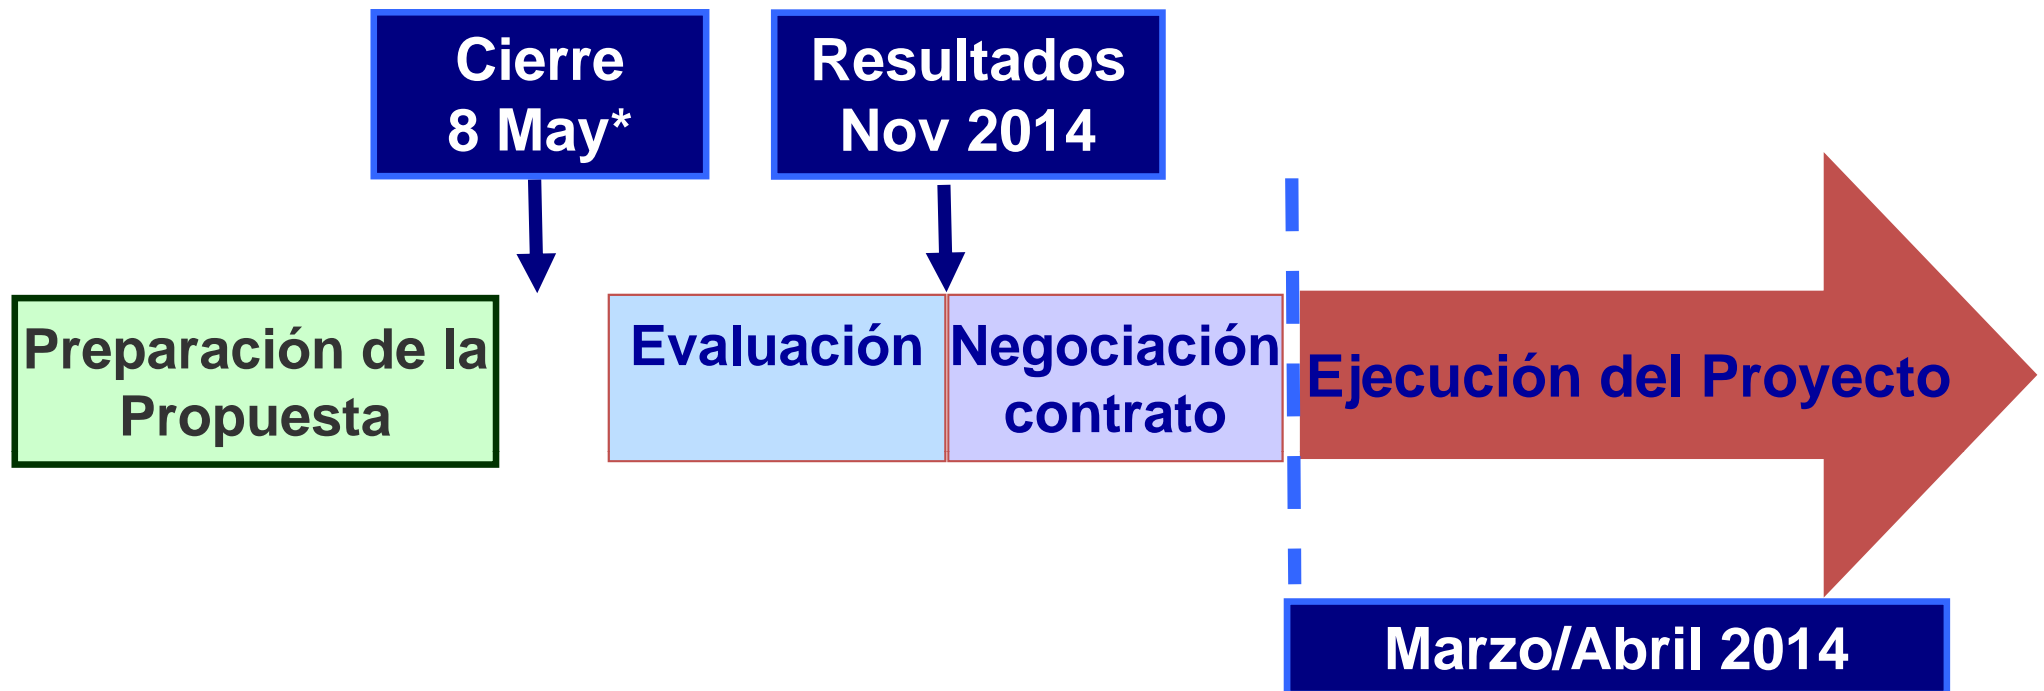 Cierre
8 May*
Resultados
Nov 2014
Preparación de la
Propuesta
Evaluación
Negociación
contrato
Ejecución del Proyecto
Marzo/Abril 2014